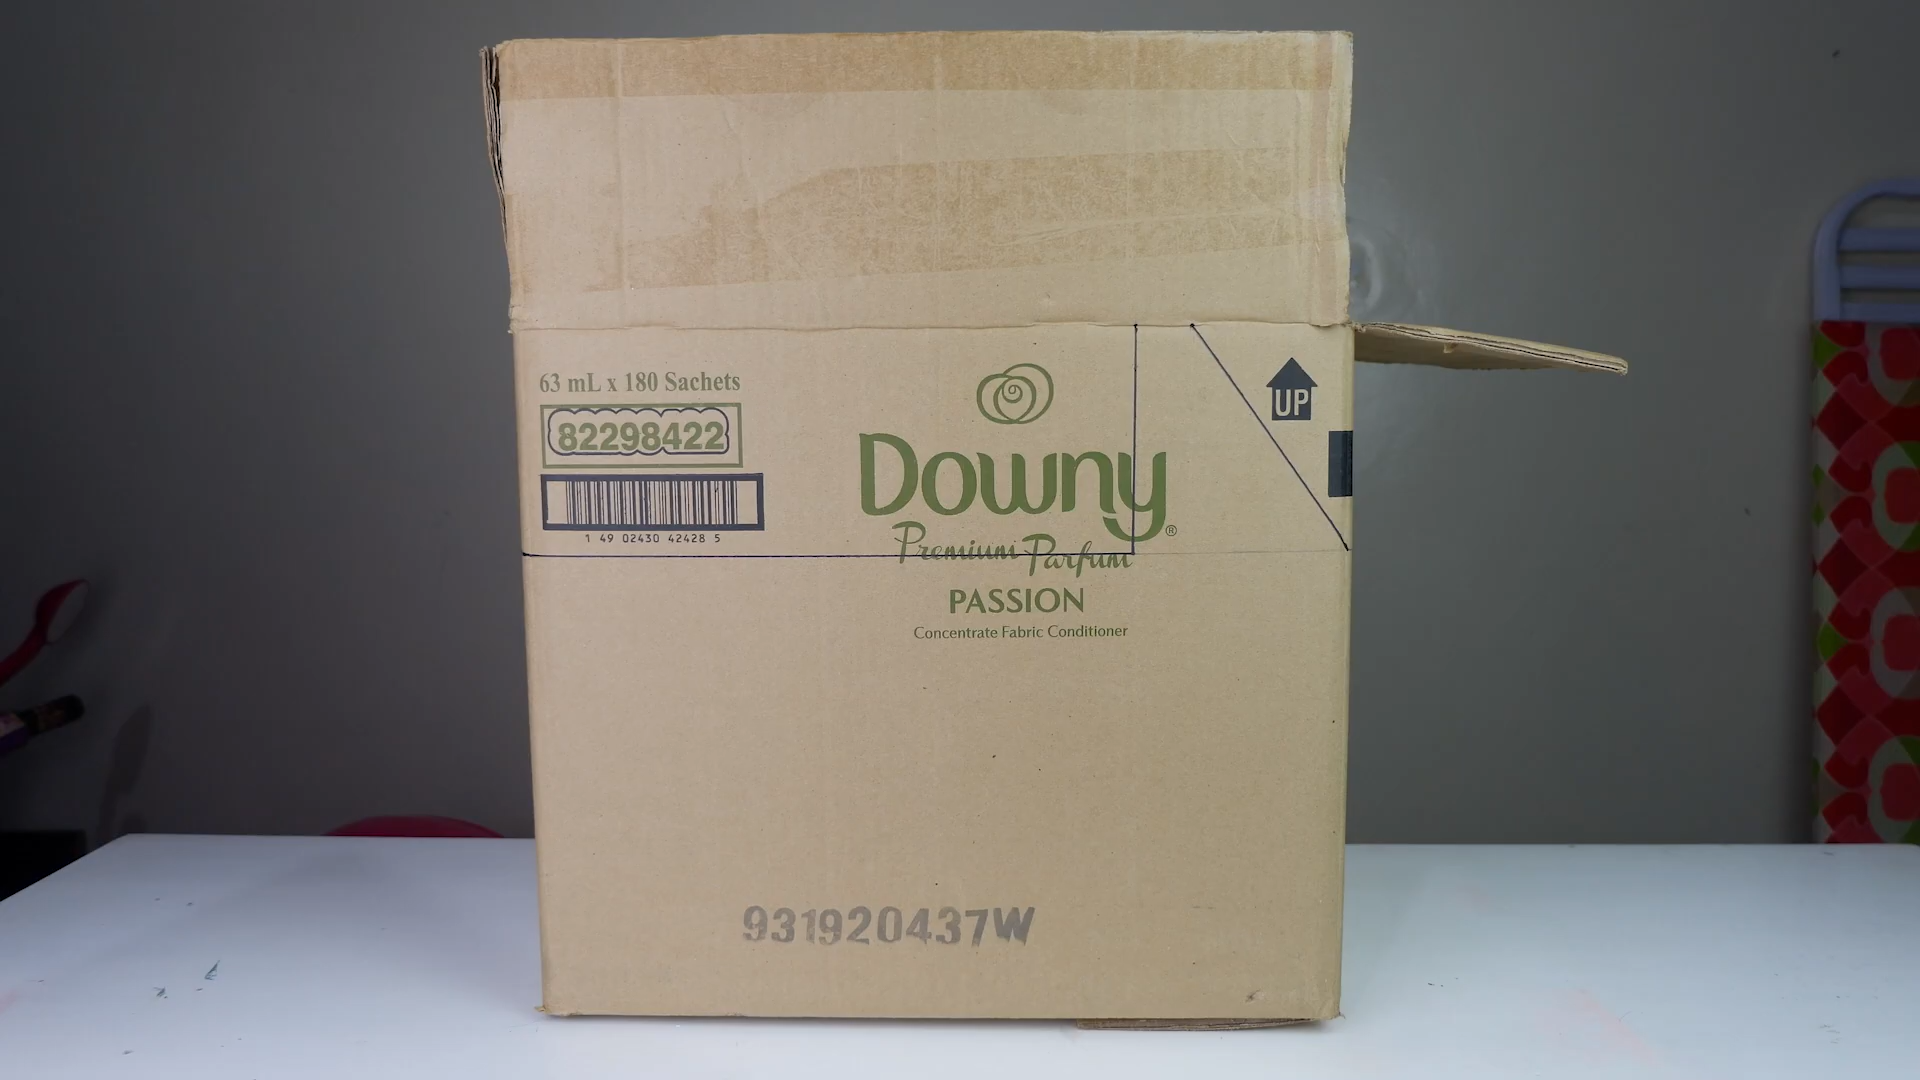 63 mL x 180 Sachets
82298422
1 49 02430 42428 5
UP
Downy®
Premium Parfum
PASSION
Concentrate Fabric Conditioner
931920437W